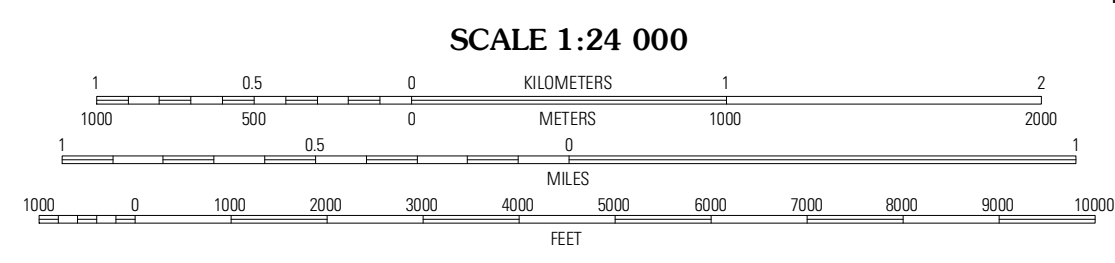 SCALE 1:24 000
1 0.5 0 KILOMETERS 1 2
1000 500 0 METERS 1000 2000
1 0.5 0 1
MILES
1000 0 1000 2000 3000 4000 5000 6000 7000 8000 9000 10000
FEET